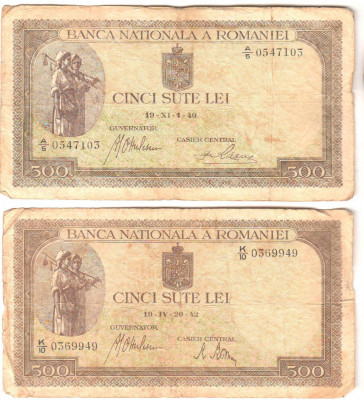 BANCA NATIONALA A ROMANIEI
A/5 0547103
CINCI SUTE LEI
19-XI-1-40
GUVERNATOR CASIER CENTRAL
A/5 0547103
500 500
BANCA NATIONALA A ROMANIEI
K/10 0369949
CINCI SUTE LEI
19-IV-20-42
GUVERNATOR CASIER CENTRAL
K/10 0369949
500 500